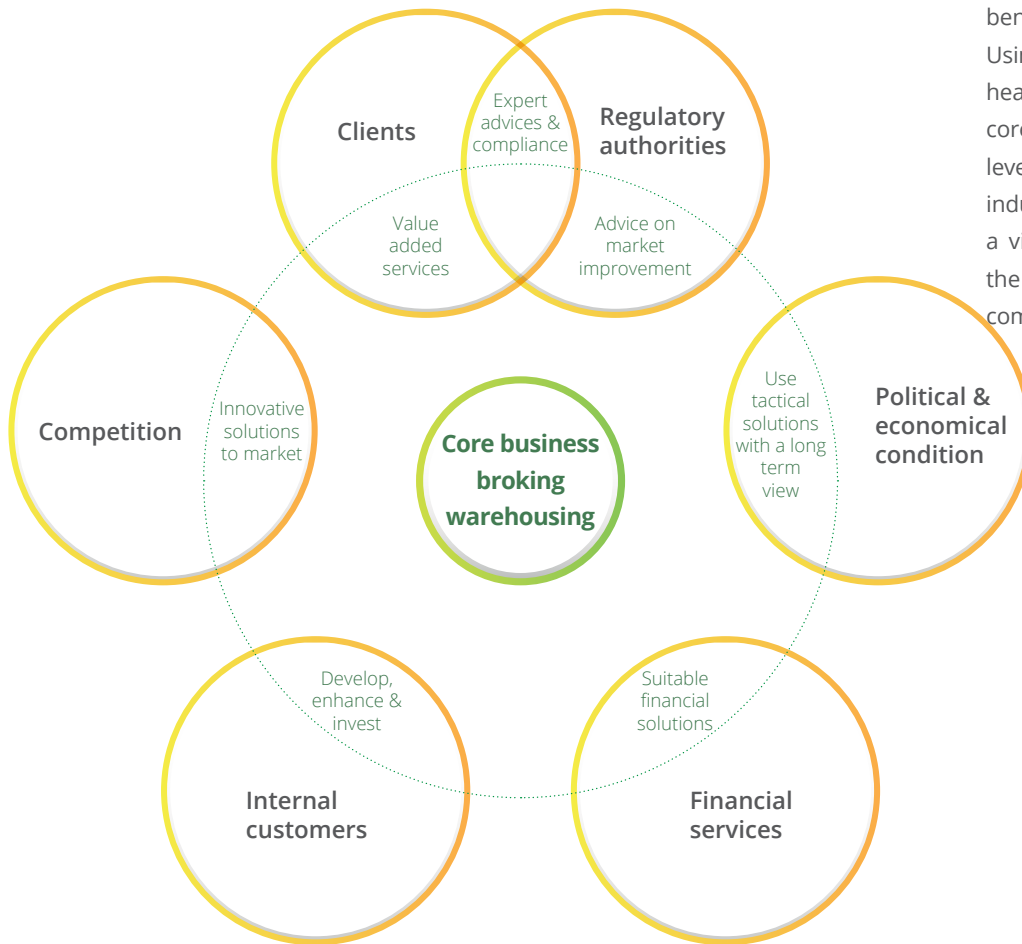 Clients
Expert
advices &
compliance
Regulatory
authorities
Value
added
services
Advice on
market
improvement
Competition
Innovative
solutions
to market
Core business
broking
warehousing
Use
tactical
solutions
with a long
term
view
Political &
economical
condition
Develop,
enhance &
invest
Suitable
financial
solutions
Internal
customers
Financial
services
a
the